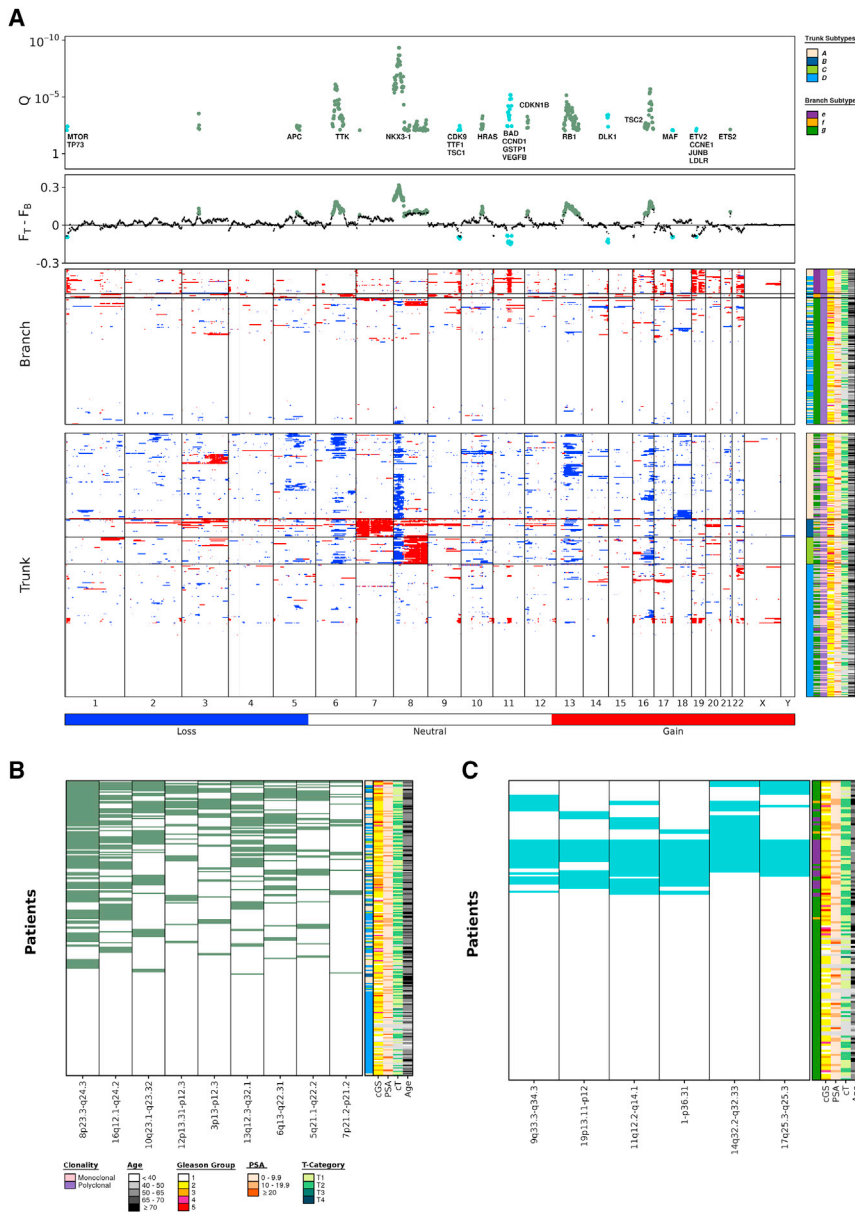 A
10-10
10-5
1
Q
MTOR
TP73
APC
TTK
NKX3-1
CDK9
TTF1
TSC1
HRAS
BAD
CCND1
GSTP1
VEGFB
CDKN1B
RB1
DLK1
TSC2
MAF
ETV2
CCNE1
JUNB
LDLR
ETS2
Trunk Subtypes
A
B
C
D
Branch Subtype
e
f
g
0.3
0
-0.3
FT - FB
Branch
Trunk
1 2 3 4 5 6 7 8 9 10 11 12 13 14 15 16 17 18 19 20 21 22 X Y
Loss Neutral Gain
B
Patients
8p23.3-q24.3
16q12.1-q24.2
10q23.1-q23.32
12p13.31-p12.3
3p13-p12.3
13q12.3-q32.1
6q13-q22.31
5q21.1-q22.2
7p21.2-p21.2
cGS
PSA
cT
Age
C
Patients
9q33.3-q34.3
19p13.11-p12
11q12.2-q14.1
1-p36.31
14q32.2-q32.33
17q25.3-q25.3
cGS
PSA
cT
Clonality
Monoclonal
Polyclonal
Age
< 40
40 - 50
50 - 65
65 - 70
≥ 70
Gleason Group
1
2
3
4
5
PSA
0 - 9.9
10 - 19.9
≥ 20
T-Category
T1
T2
T3
T4